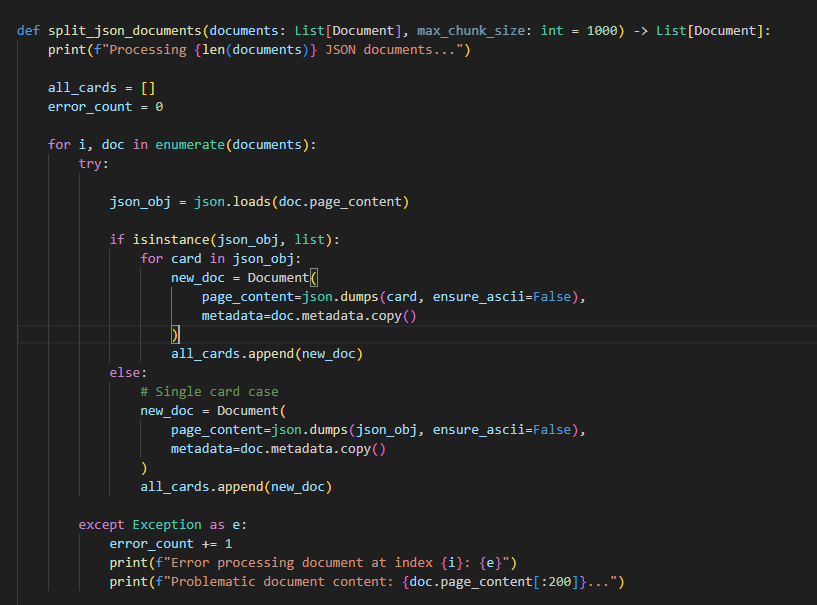 def split_json_documents(documents: List[Document], max_chunk_size: int = 1000) -> List[Document]:
    print(f"Processing {len(documents)} JSON documents...")
    all_cards = []
    error_count = 0
    for i, doc in enumerate(documents):
        try:
            json_obj = json.loads(doc.page_content)
            if isinstance(json_obj, list):
                for card in json_obj:
                    new_doc = Document(
                        page_content=json.dumps(card, ensure_ascii=False),
                        metadata=doc.metadata.copy()
                    )
                    all_cards.append(new_doc)
            else:
                # Single card case
                new_doc = Document(
                    page_content=json.dumps(json_obj, ensure_ascii=False),
                    metadata=doc.metadata.copy()
                )
                all_cards.append(new_doc)
        except Exception as e:
            error_count += 1
            print(f"Error processing document at index {i}: {e}")
            print(f"Problematic document content: {doc.page_content[:200]}...")